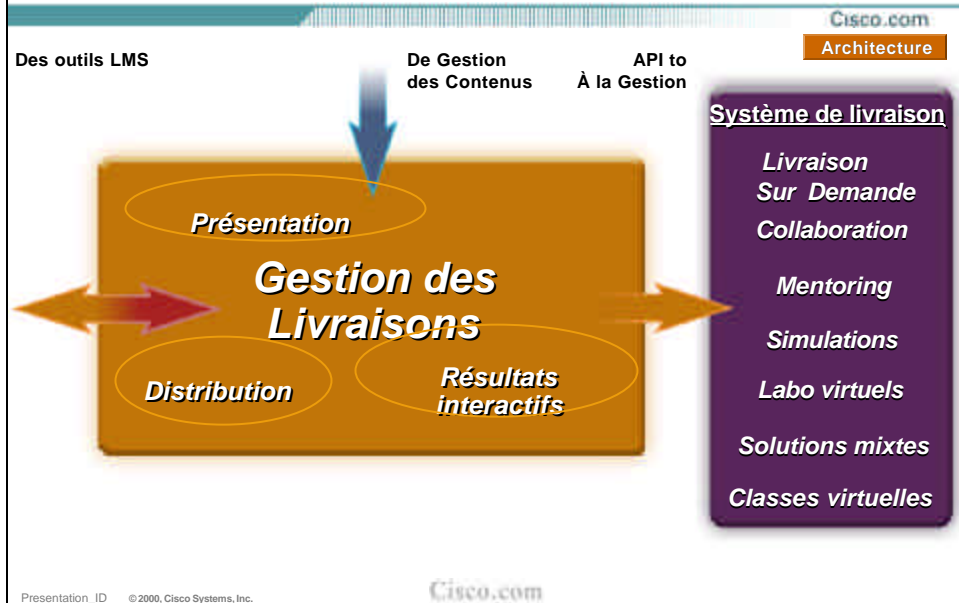 Cisco.com
Architecture
Des outils LMS
De Gestion
des Contenus
API to
À la Gestion
Système de livraison
Livraison
Sur Demande
Collaboration
Mentoring
Simulations
Labo virtuels
Solutions mixtes
Classes virtuelles
Présentation
Gestion des
Livraisons
Distribution
Résultats
interactifs
Presentation_ID © 2000, Cisco Systems, Inc.
Cisco.com